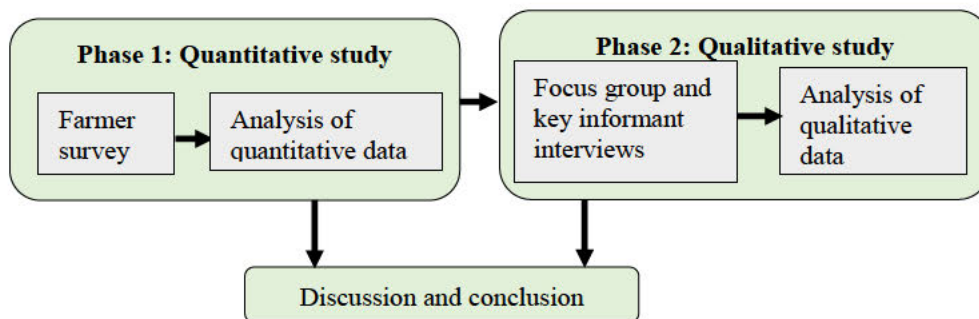 Phase 1: Quantitative study
Farmer
survey
Analysis of
quantitative data
Phase 2: Qualitative study
Focus group and
key informant
interviews
Analysis of
qualitative
data
Discussion and conclusion